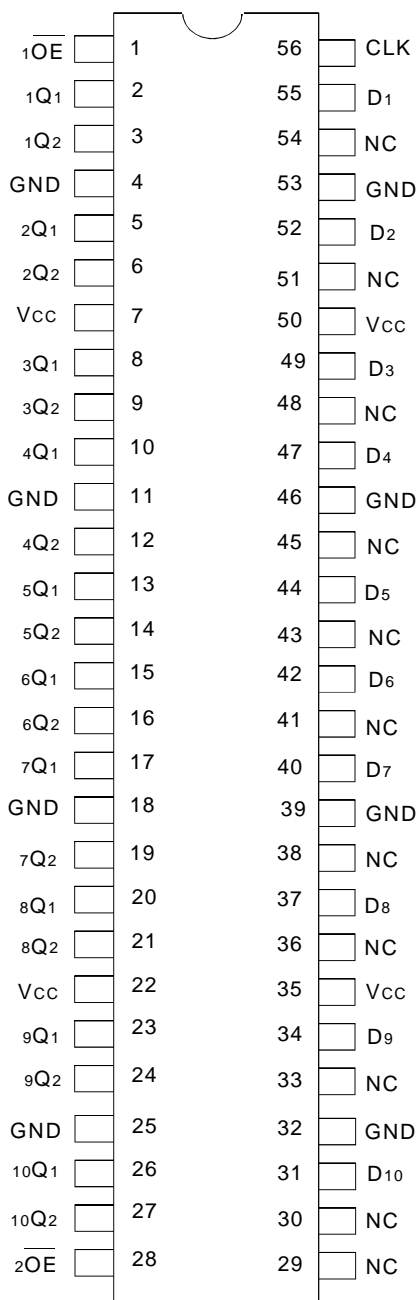 1OE 1 56 CLK
1Q1 2 55 D1
1Q2 3 54 NC
GND 4 53 GND
2Q1 5 52 D2
2Q2 6 51 NC
VCC 7 50 VCC
3Q1 8 49 D3
3Q2 9 48 NC
4Q1 10 47 D4
GND 11 46 GND
4Q2 12 45 NC
5Q1 13 44 D5
5Q2 14 43 NC
6Q1 15 42 D6
6Q2 16 41 NC
7Q1 17 40 D7
GND 18 39 GND
7Q2 19 38 NC
8Q1 20 37 D8
8Q2 21 36 NC
VCC 22 35 VCC
9Q1 23 34 D9
9Q2 24 33 NC
GND 25 32 GND
10Q1 26 31 D10
10Q2 27 30 NC
2OE 28 29 NC